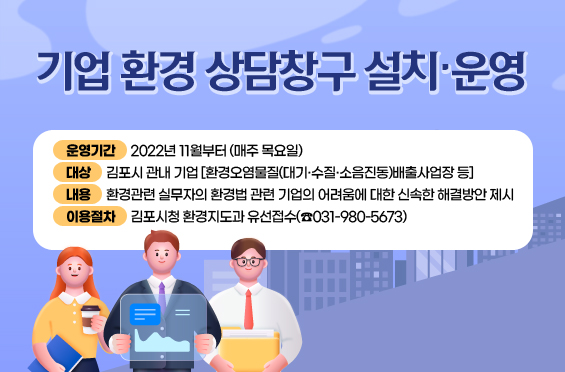 기업 환경 상담창구 설치·운영
운영기간 2022년 11월부터 (매주 목요일)
대상 김포시 관내 기업 [환경오염물질(대기·수질·소음진동)배출사업장 등]
내용 환경관련 실무자의 환경법 관련 기업의 어려움에 대한 신속한 해결방안 제시
이용절차 김포시청 환경지도과 유선접수(☎031-980-5673)